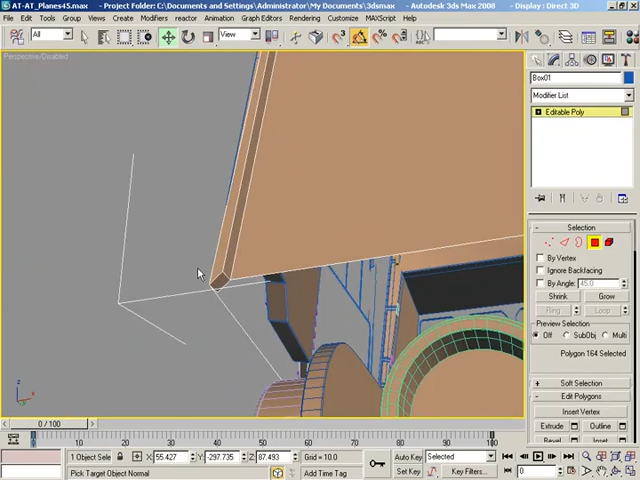 AT-AT_Planes45.max - Project Folder: C:\Documents and Settings\Administrator\My Documents\3dsmax - Autodesk 3ds Max 2008 - Display : Direct 3D
File Edit Tools Group Views Create Modifiers reactor Animation Graph Editors Rendering Customize MAXScript Help
All View
Perspective/Disabled
Box01
Modifier List
Editable Poly
Selection
By Vertex
Ignore Backfacing
By Angle: 45.0
Shrink Grow
Ring Loop
Preview Selection
Off SubObj Multi
Polygon 164 Selected
Soft Selection
Edit Polygons
Insert Vertex
Extrude Outline
Bevel Inset
0 / 100
0 10 20 30 40 50 60 70 80 90 100
1 Object Sele X: 55.427 Y: -297.735 Z: 87.493 Grid = 10.0 Auto Key Selected
Pick Target Object Normal Add Time Tag Set Key Key Filters... 0